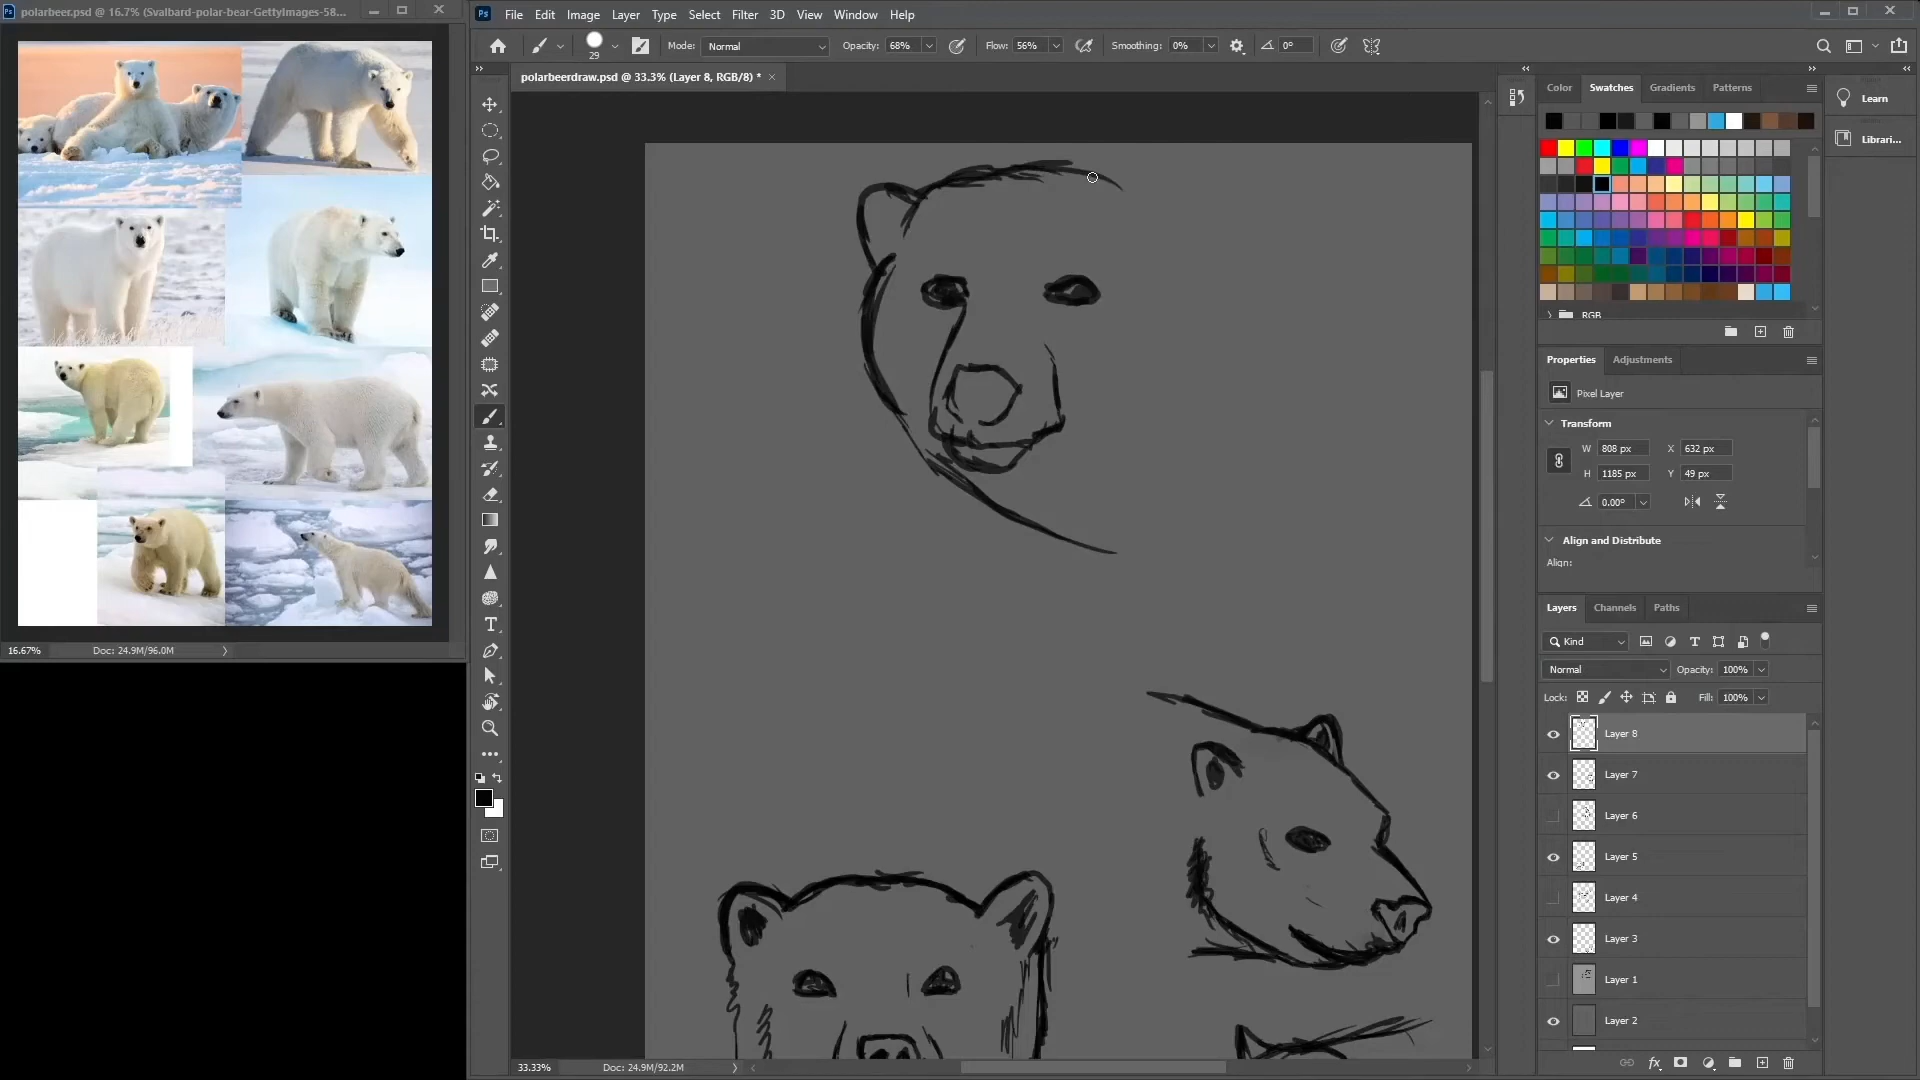 polarbeer.psd @ 16.7% (Svalbard-polar-bear-GettyImages-58...
File Edit Image Layer Type Select Filter 3D View Window Help
29
Mode: Normal Opacity: 68% Flow: 56% Smoothing: 0% 0°
polarbeerdraw.psd @ 33.3% (Layer 8, RGB/8) *
Color Swatches Gradients Patterns
Learn
Librari...
RGB
Properties Adjustments
Pixel Layer
Transform
W 808 px X 632 px
H 1185 px Y 49 px
0.00°
Align and Distribute
Align:
Layers Channels Paths
Kind
Normal Opacity: 100%
Lock: Fill: 100%
Layer 8
Layer 7
Layer 6
Layer 5
Layer 4
Layer 3
Layer 1
Layer 2
16.67% Doc: 24.9M/96.0M
33.33% Doc: 24.9M/92.2M